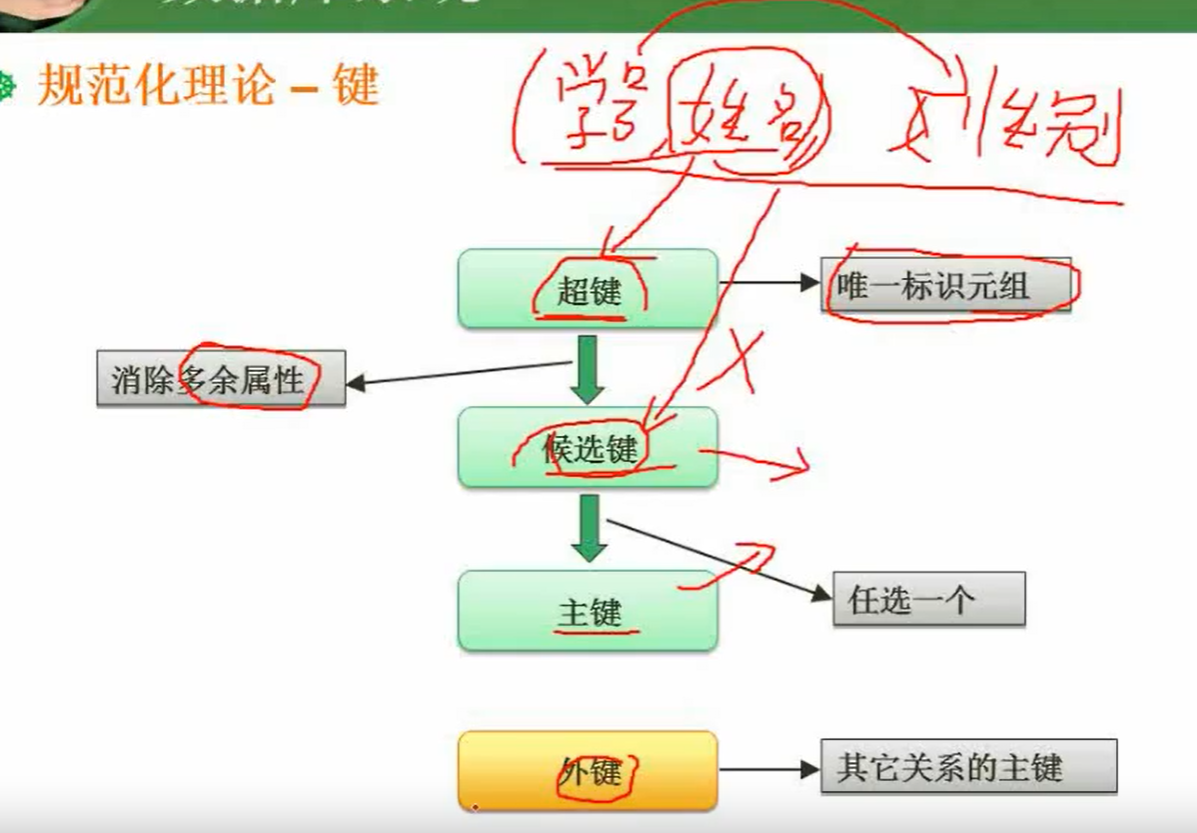 规范化理论 – 键
(学号 姓名) 性别
超键
唯一标识元组
消除多余属性
候选键
主键
任选一个
外键
其它关系的主键